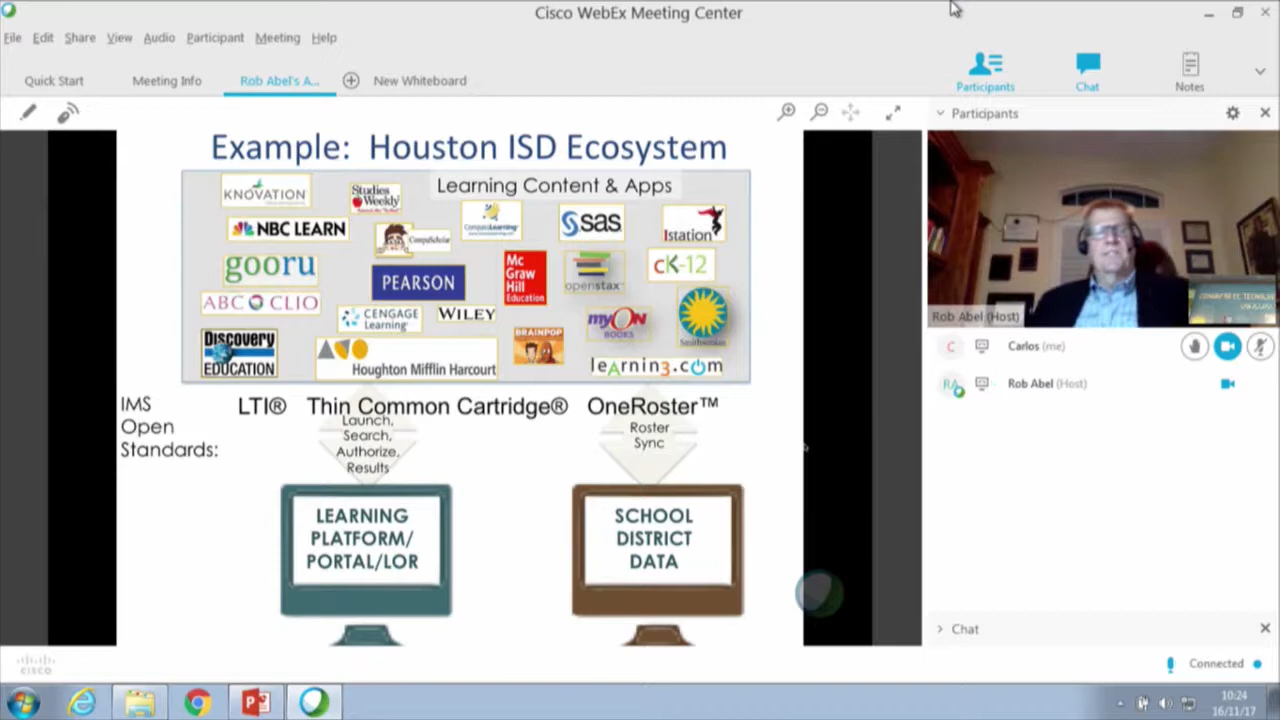 Cisco WebEx Meeting Center
File Edit Share View Audio Participant Meeting Help
Quick Start
Meeting Info
Rob Abel's A...
New Whiteboard
Participants
Chat
Notes
Example: Houston ISD Ecosystem
Learning Content & Apps
KNOVATION
Studies
Weekly
NBC LEARN
CompuScholar
CompassLearning
sas
Istation
gooru
PEARSON
Mc
Graw
Hill
Education
openstax
cK-12
ABC CLIO
CENGAGE
Learning
WILEY
BRAINPOP
myON
BOOKS
Smithsonian
Discovery
EDUCATION
Houghton Mifflin Harcourt
leArnin3.com
IMS
Open
Standards:
LTI® Thin Common Cartridge® OneRoster™
Launch,
Search,
Authorize,
Results
Roster
Sync
LEARNING
PLATFORM/
PORTAL/LOR
SCHOOL
DISTRICT
DATA
Participants
Rob Abel (Host)
C Carlos (me)
RA Rob Abel (Host)
Chat
cisco
Connected
10:24
16/11/17